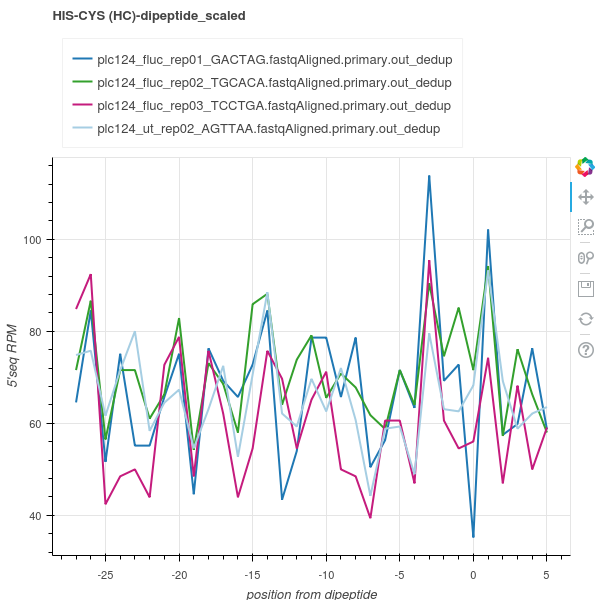 HIS-CYS (HC)-dipeptide_scaled
plc124_fluc_rep01_GACTAG.fastqAligned.primary.out_dedup
plc124_fluc_rep02_TGCACA.fastqAligned.primary.out_dedup
plc124_fluc_rep03_TCCTGA.fastqAligned.primary.out_dedup
plc124_ut_rep02_AGTTAA.fastqAligned.primary.out_dedup
100
80
60
40
5'seq RPM
-25 -20 -15 -10 -5 0 5
position from dipeptide